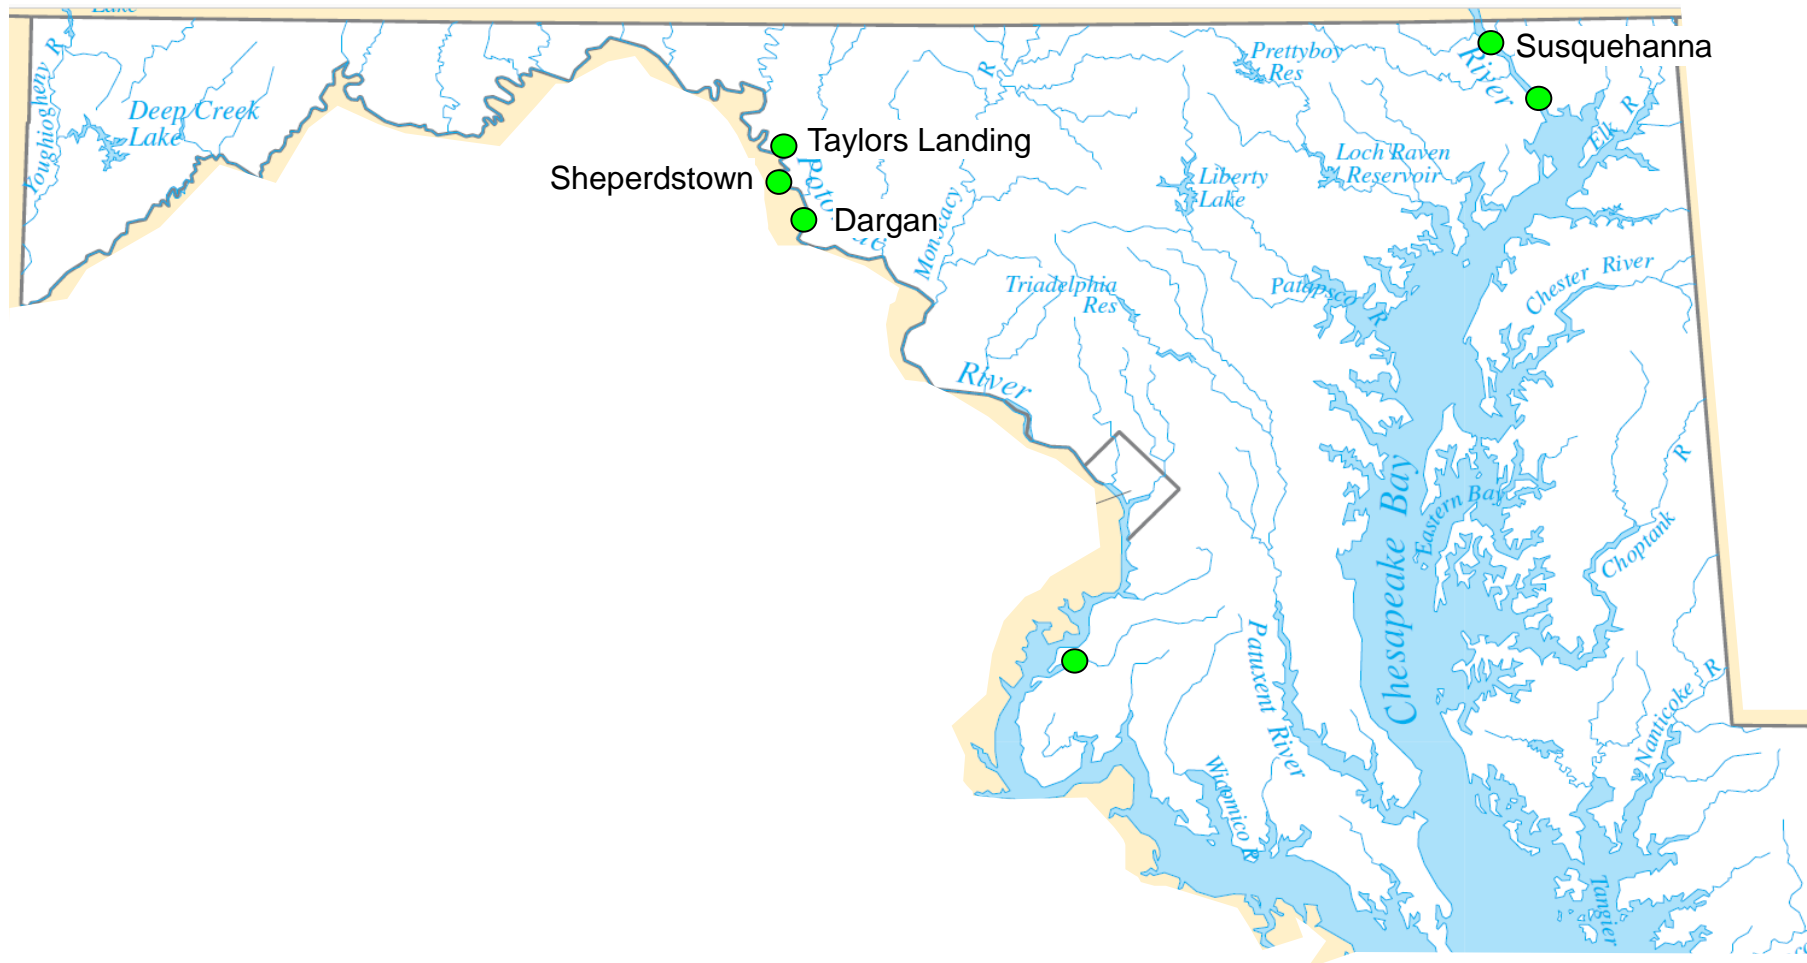 Lake
Susquehanna
River
Prettyboy
Res
R
Youghiogheny R
Deep Creek
Lake
Elk R
Taylors Landing
Sheperdstown
Dargan
Monocacy
Loch Raven
Reservoir
Liberty
Lake
Triadelphia
Res
Patapsco R
Chester River
River
Chesapeake Bay
Eastern Bay
Choptank R
Patuxent River
Nanticoke R
Wicomico R
Tangier